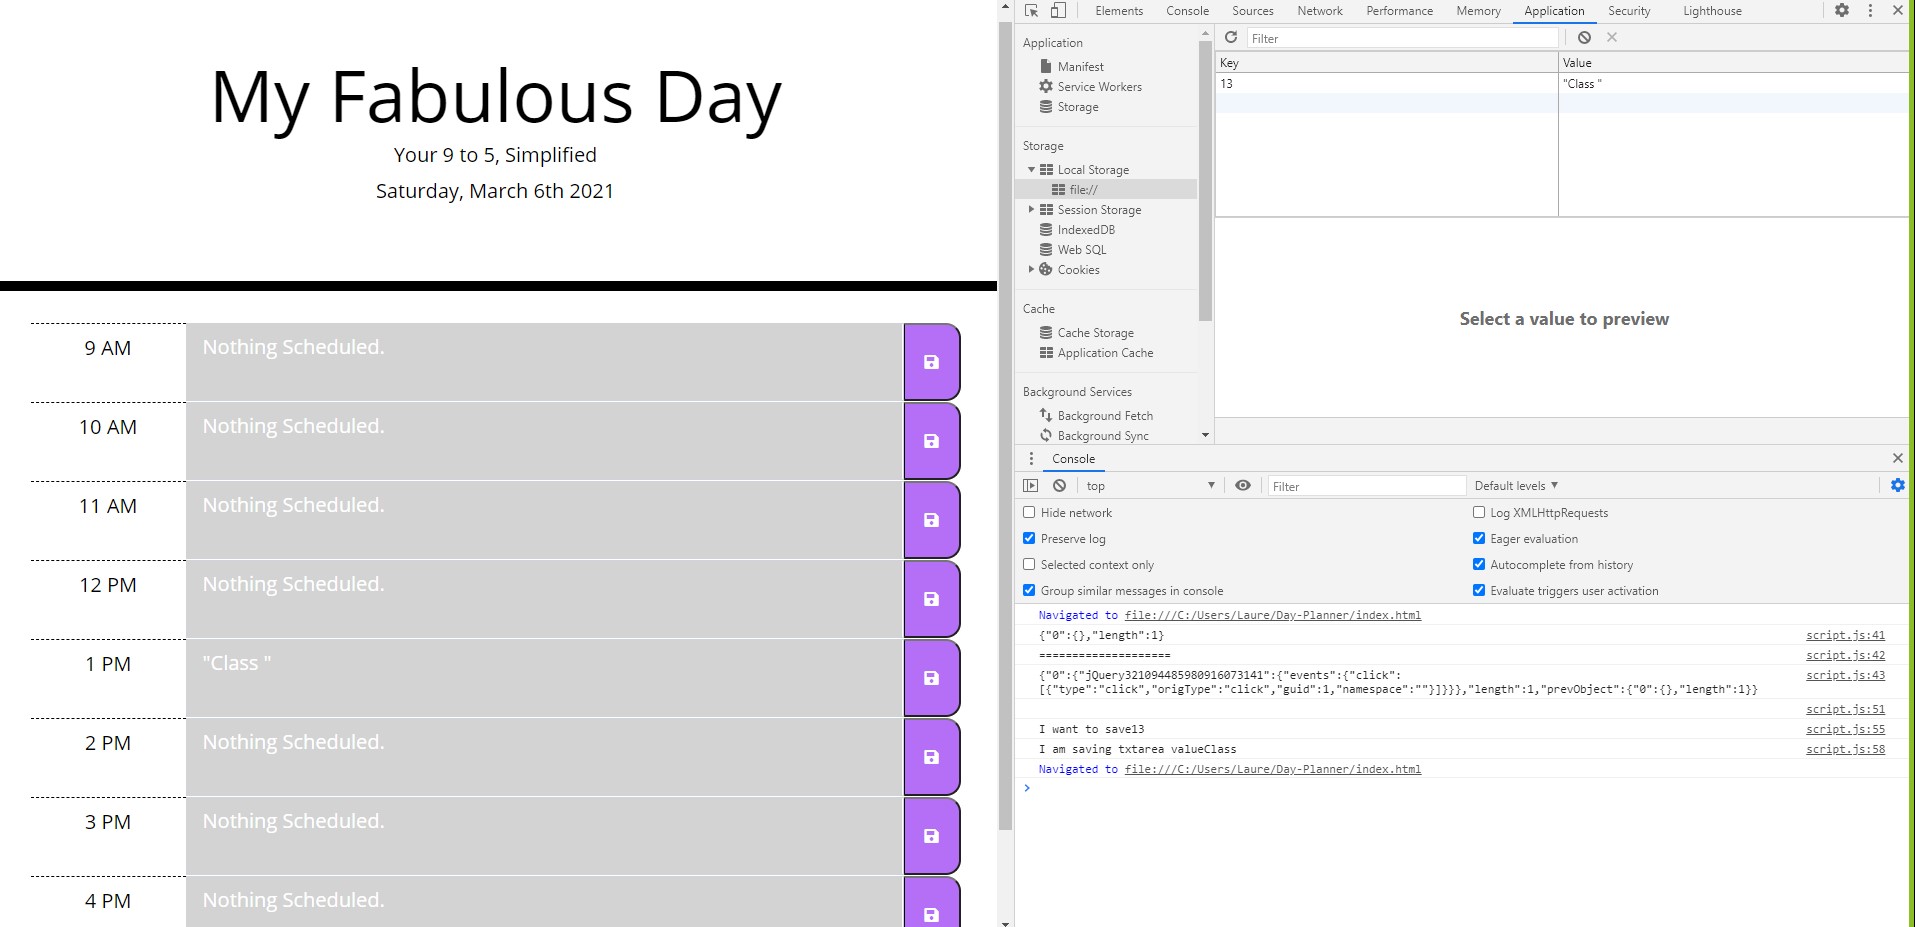 My Fabulous Day
Your 9 to 5, Simplified
Saturday, March 6th 2021
9 AM Nothing Scheduled.
10 AM Nothing Scheduled.
11 AM Nothing Scheduled.
12 PM Nothing Scheduled.
1 PM "Class "
2 PM Nothing Scheduled.
3 PM Nothing Scheduled.
4 PM Nothing Scheduled.
Elements Console Sources Network Performance Memory Application Security Lighthouse
Application
Manifest
Service Workers
Storage
Storage
Local Storage
file://
Session Storage
IndexedDB
Web SQL
Cookies
Cache
Cache Storage
Application Cache
Background Services
Background Fetch
Background Sync
Filter
Key Value
13 "Class "
Select a value to preview
Console
top Filter Default levels
Hide network Log XMLHttpRequests
Preserve log Eager evaluation
Selected context only Autocomplete from history
Group similar messages in console Evaluate triggers user activation
Navigated to file:///C:/Users/Laure/Day-Planner/index.html
{"0":{},"length":1} script.js:41
==================== script.js:42
{"0":{"jQuery321094485980916073141":{"events":{"click": script.js:43
[{"type":"click","origType":"click","guid":1,"namespace":""}]}}},"length":1,"prevObject":{"0":{},"length":1}}
script.js:51
I want to save13 script.js:55
I am saving txtarea valueClass script.js:58
Navigated to file:///C:/Users/Laure/Day-Planner/index.html